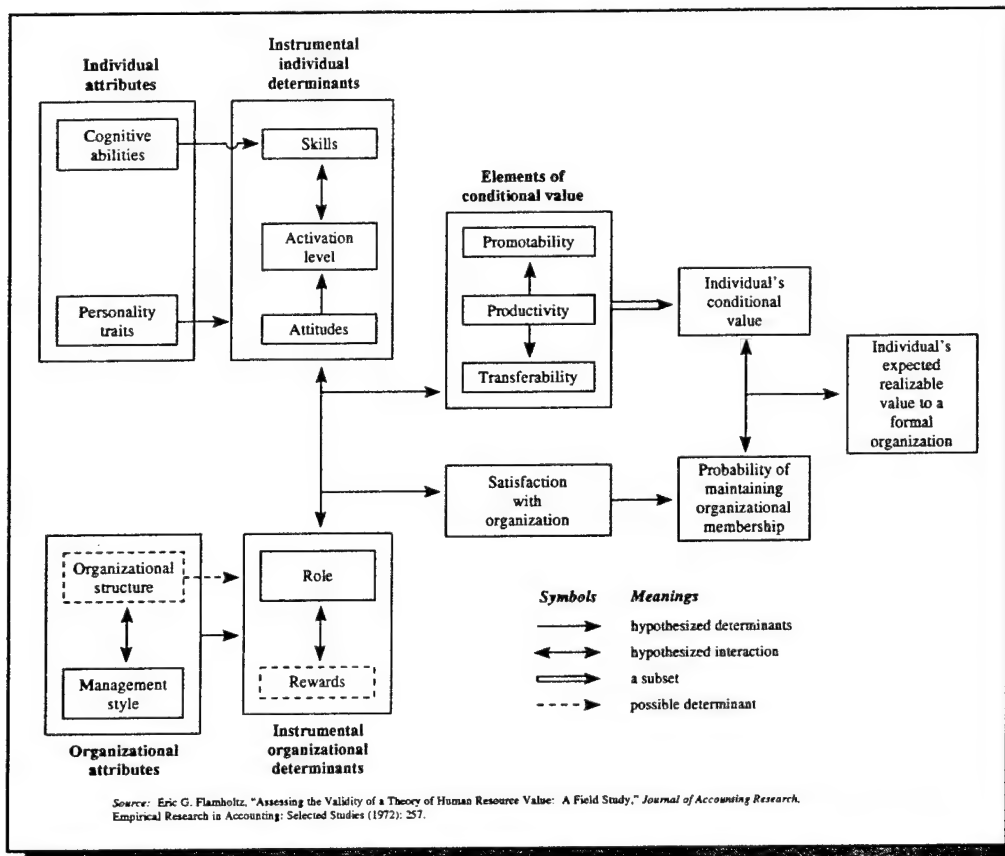 Individual
attributes
Cognitive
abilities
Personality
traits
Instrumental
individual
determinants
Skills
Activation
level
Attitudes
Elements of
conditional value
Promotability
Productivity
Transferability
Individual's
conditional
value
Individual's
expected
realizable
value to a
formal
organization
Satisfaction
with
organization
Probability of
maintaining
organizational
membership
Organizational
structure
Management
style
Organizational
attributes
Role
Rewards
Instrumental
organizational
determinants
Symbols Meanings
hypothesized determinants
hypothesized interaction
a subset
possible determinant
Source: Eric G. Flamholtz, "Assessing the Validity of a Theory of Human Resource Value: A Field Study," Journal of Accounting Research,
Empirical Research in Accounting: Selected Studies (1972): 257.